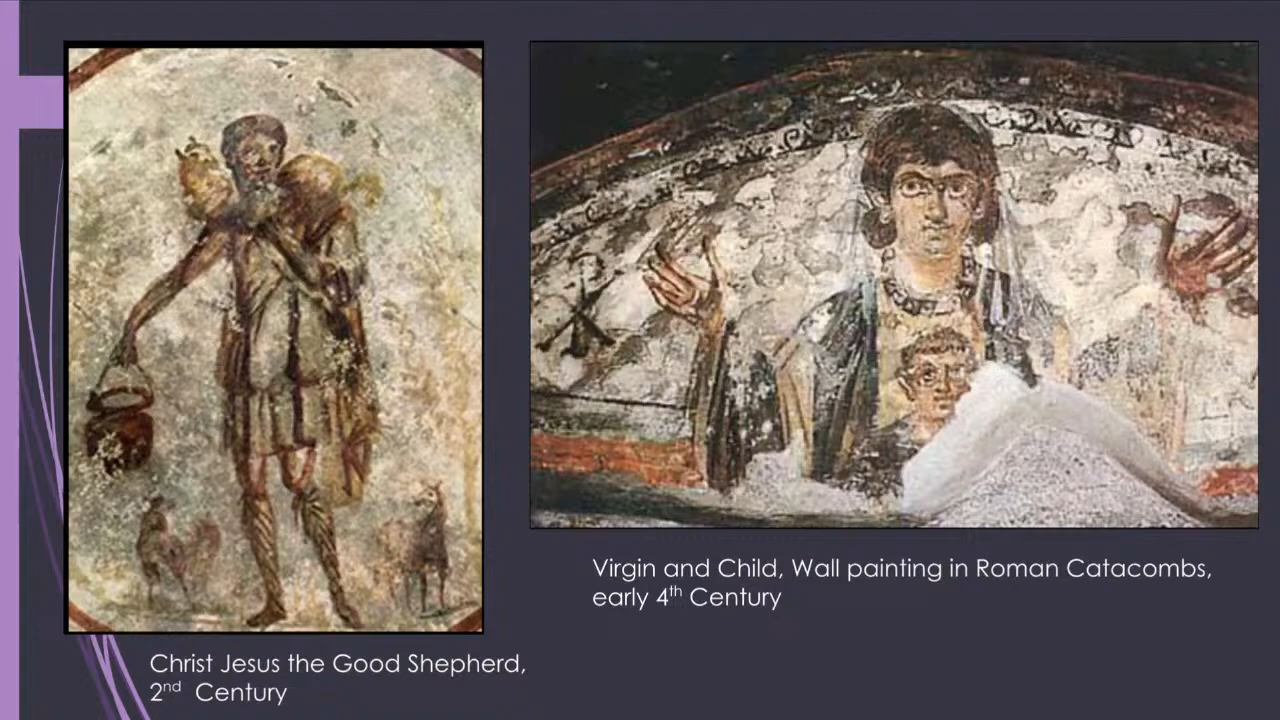 Christ Jesus the Good Shepherd,
2nd Century
Virgin and Child, Wall painting in Roman Catacombs,
early 4th Century